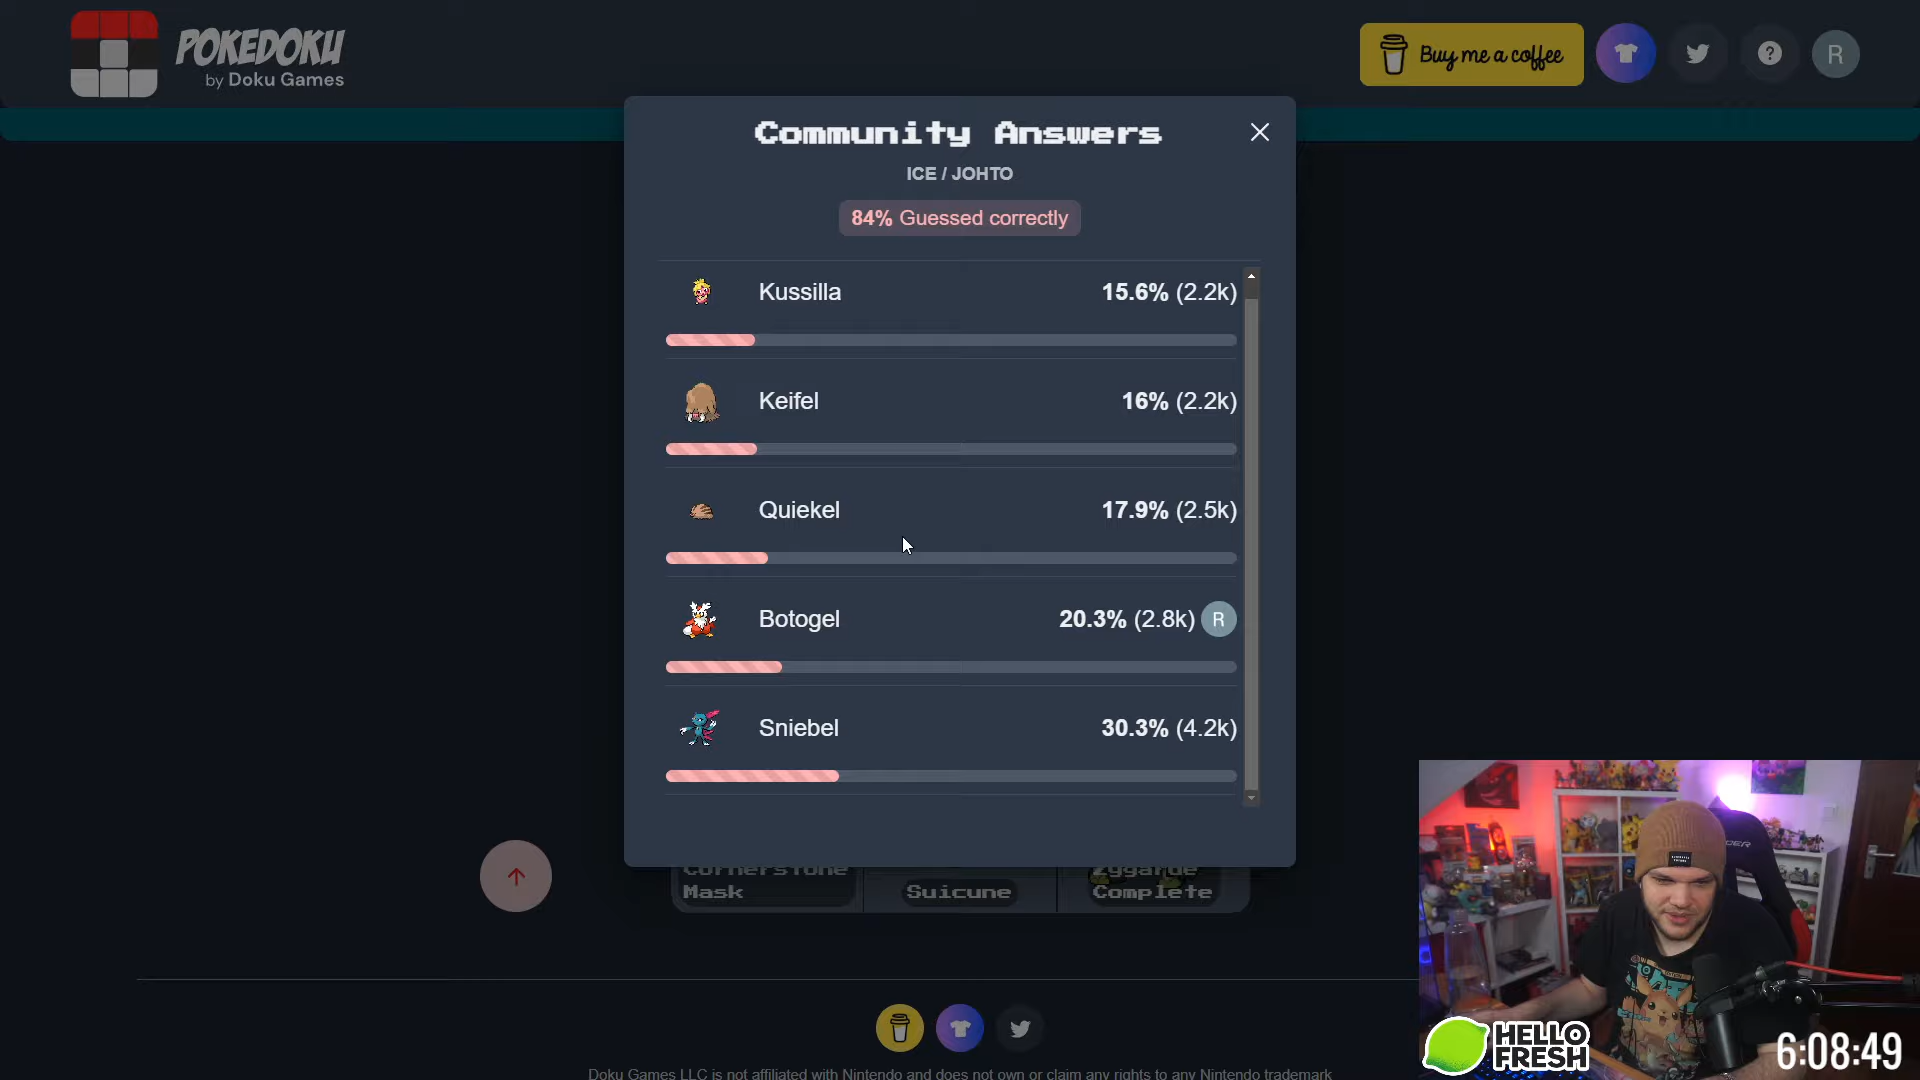 POKEDOKU
by Doku Games
Buy me a coffee
R
Community Answers
ICE / JOHTO
84% Guessed correctly
Kussilla 15.6% (2.2k)
Keifel 16% (2.2k)
Quiekel 17.9% (2.5k)
Botogel 20.3% (2.8k) R
Sniebel 30.3% (4.2k)
Cornerstone
Mask
Suicune
Zygarde
Complete
HELLO
FRESH
6:08:49
Doku Games LLC is not affiliated with Nintendo and does not own or claim any rights to any Nintendo trademark